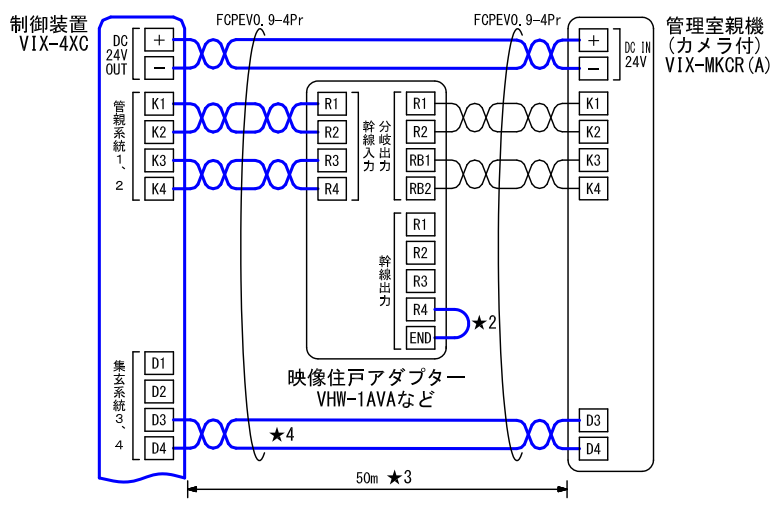 制御装置
VIX-4XC
FCPEV0.9-4Pr
FCPEV0.9-4Pr
管理室親機
(カメラ付)
VIX-MKCR(A)
DC
24V
OUT
+
−
+
−
DC IN
24V
管親系統1、2
K1
K2
K3
K4
R1
R2
R3
R4
幹線入力
分岐出力
R1
R2
RB1
RB2
K1
K2
K3
K4
幹線出力
R1
R2
R3
R4
END
★2
映像住戸アダプター
VHW-1AVAなど
集玄系統3、4
D1
D2
D3
D4
★4
D3
D4
50m ★3